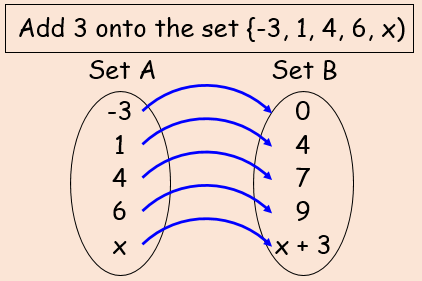 Add 3 onto the set {-3, 1, 4, 6, x)
Set A Set B
-3 0
1 4
4 7
6 9
x x + 3